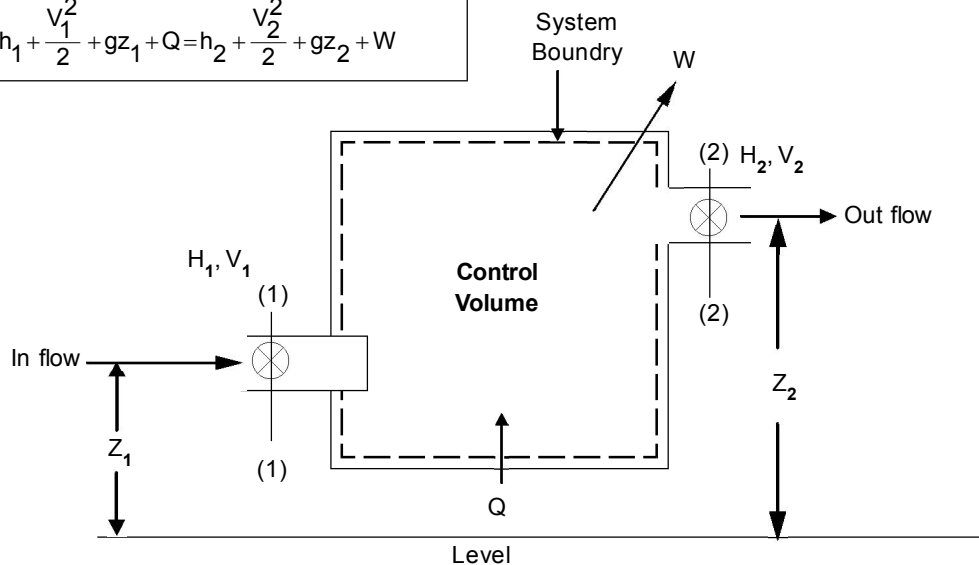 h₁ + V₁²/2 + gz₁ + Q = h₂ + V₂²/2 + gz₂ + W
System
Boundry
W
(2) H₂, V₂
Out flow
Control
Volume
H₁, V₁
(1)
(2)
In flow
Z₂
Z₁
(1)
Q
Level